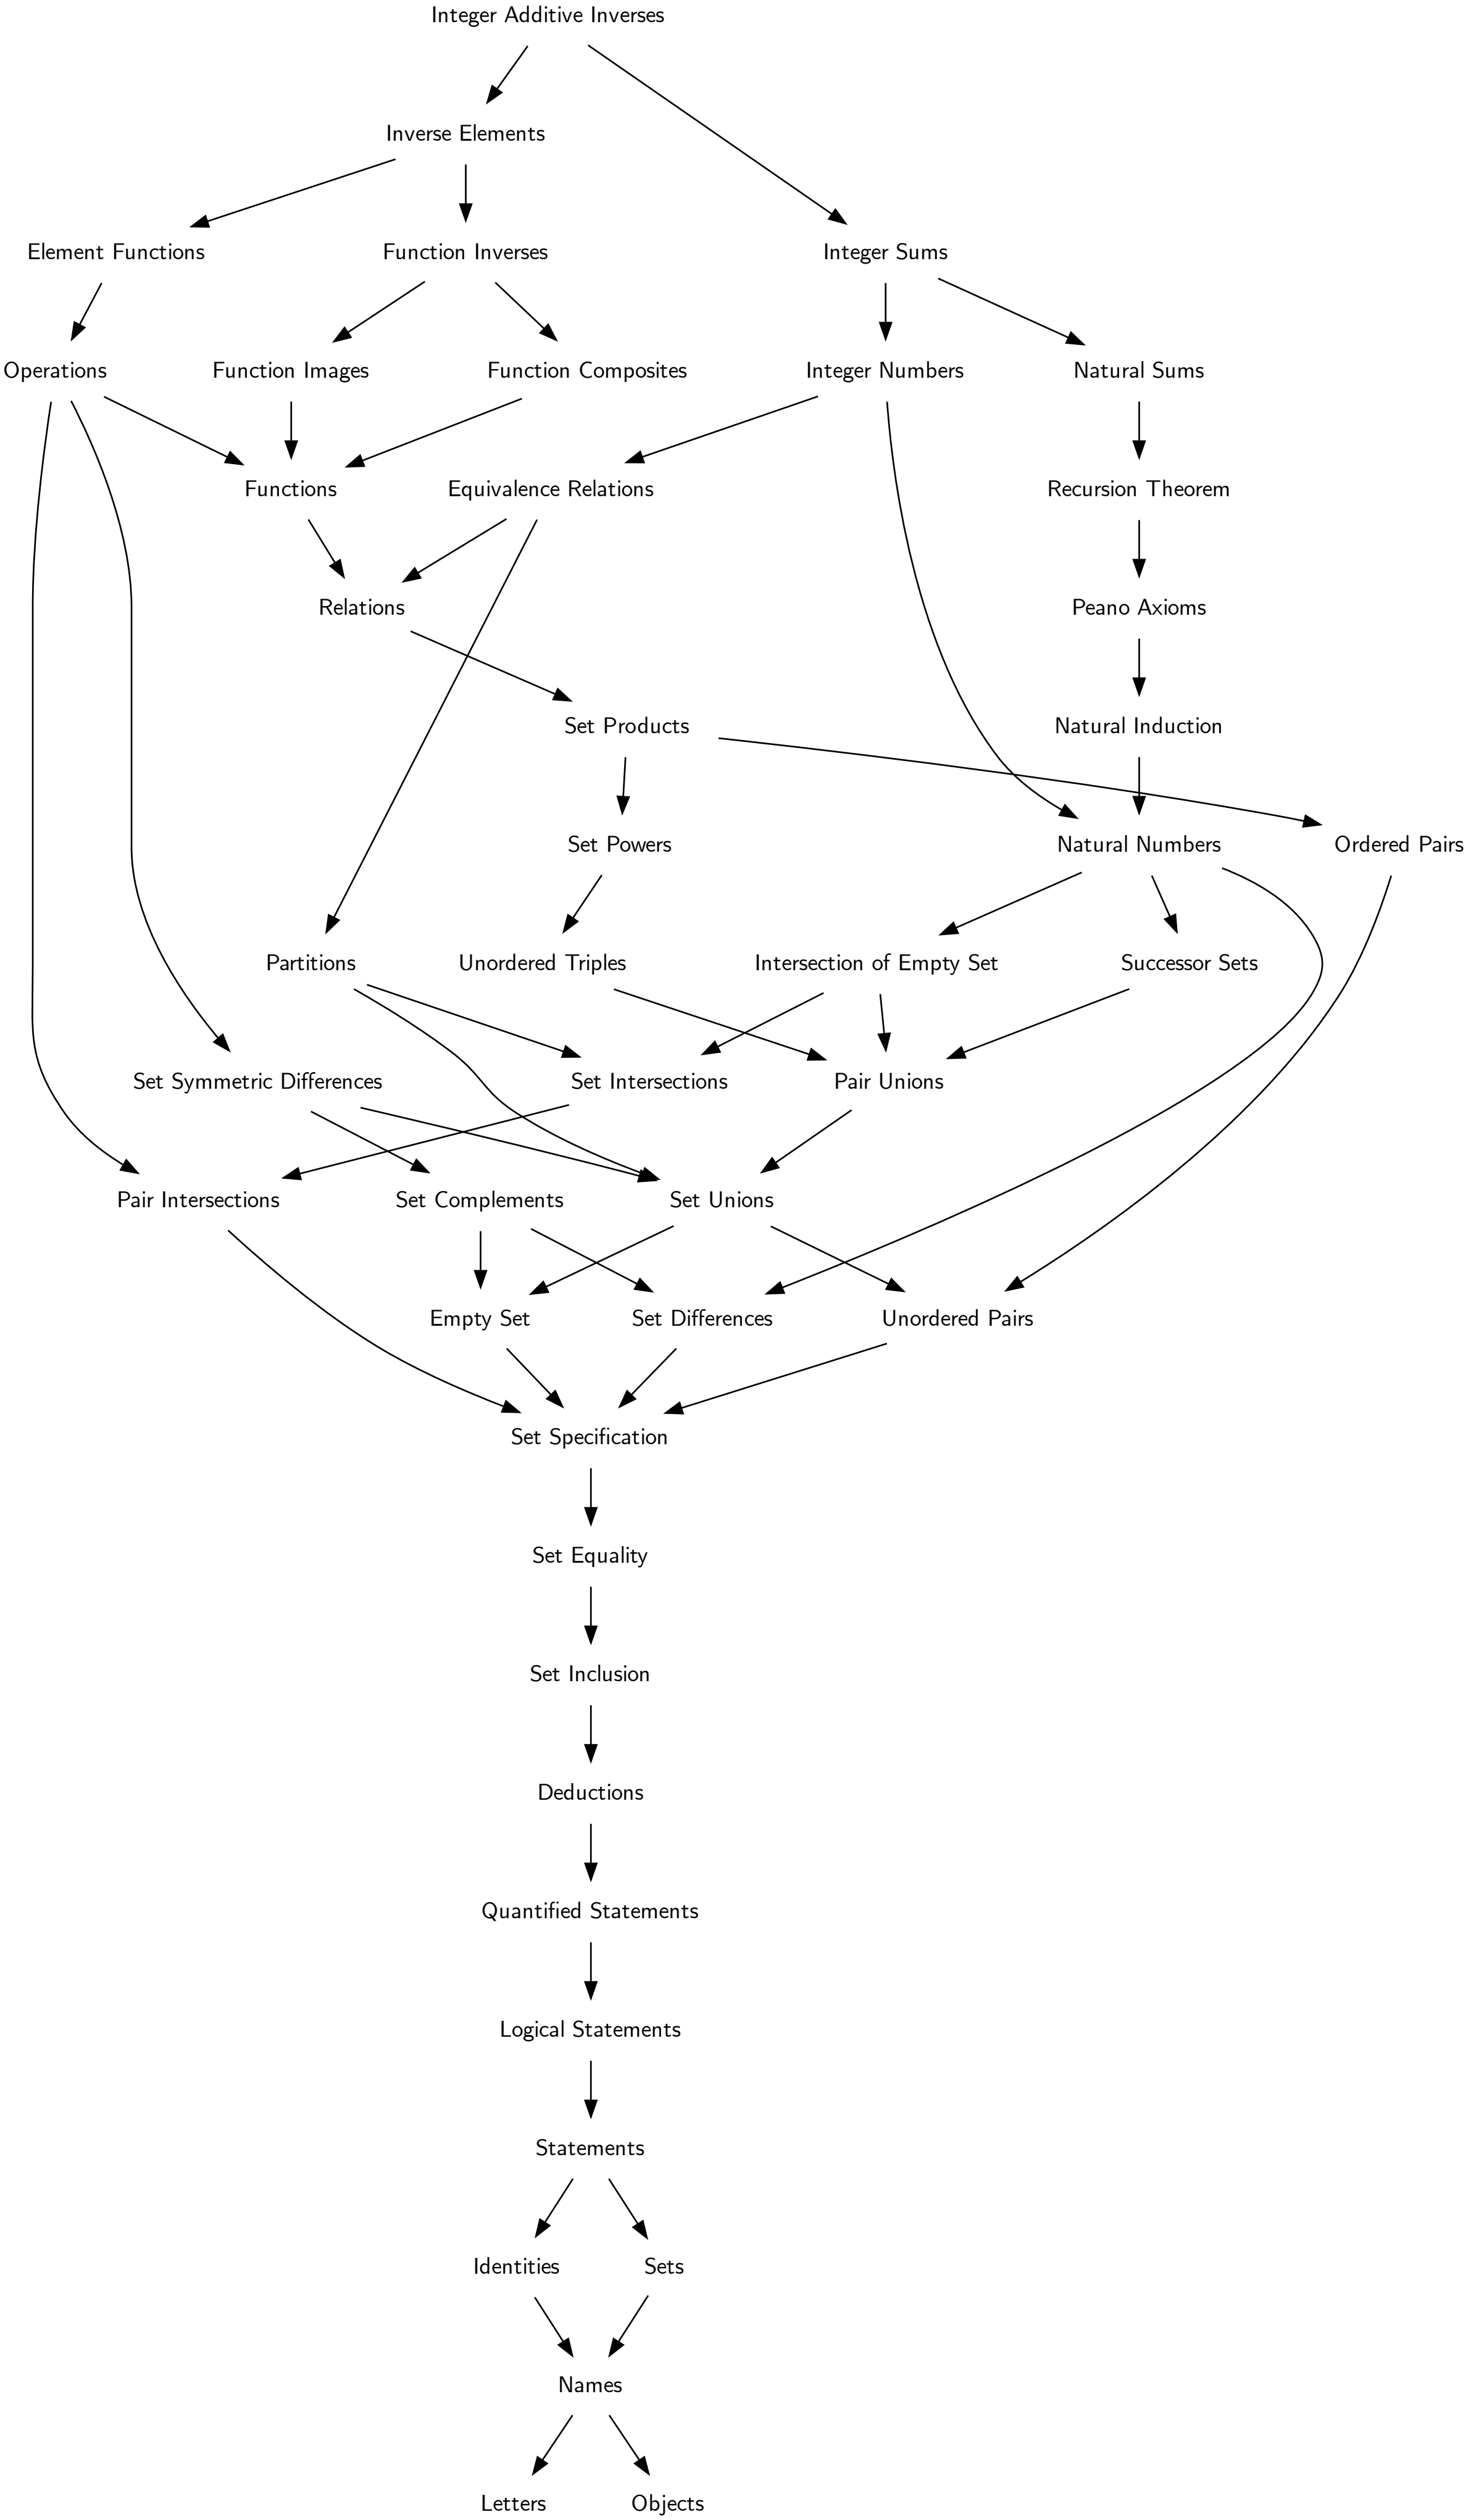 Integer Additive Inverses
Inverse Elements
Element Functions
Function Inverses
Integer Sums
Operations
Function Images
Function Composites
Integer Numbers
Natural Sums
Functions
Equivalence Relations
Recursion Theorem
Relations
Peano Axioms
Set Products
Natural Induction
Set Powers
Natural Numbers
Ordered Pairs
Partitions
Unordered Triples
Intersection of Empty Set
Successor Sets
Set Symmetric Differences
Set Intersections
Pair Unions
Pair Intersections
Set Complements
Set Unions
Empty Set
Set Differences
Unordered Pairs
Set Specification
Set Equality
Set Inclusion
Deductions
Quantified Statements
Logical Statements
Statements
Identities
Sets
Names
Letters
Objects